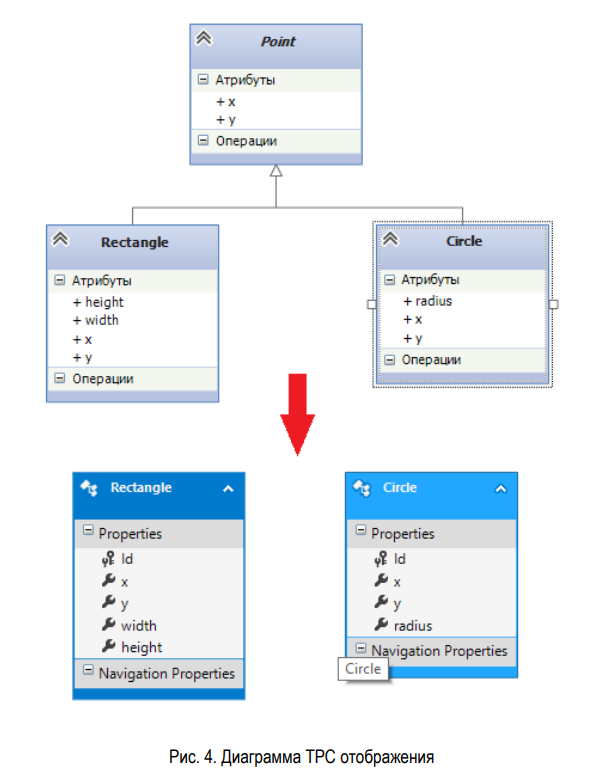 Point
Атрибуты
+ x
+ y
Операции
Rectangle
Атрибуты
+ height
+ width
+ x
+ y
Операции
Circle
Атрибуты
+ radius
+ x
+ y
Операции
Rectangle
Properties
Id
x
y
width
height
Navigation Properties
Circle
Properties
Id
x
y
radius
Navigation Properties
Circle
Рис. 4. Диаграмма TPC отображения